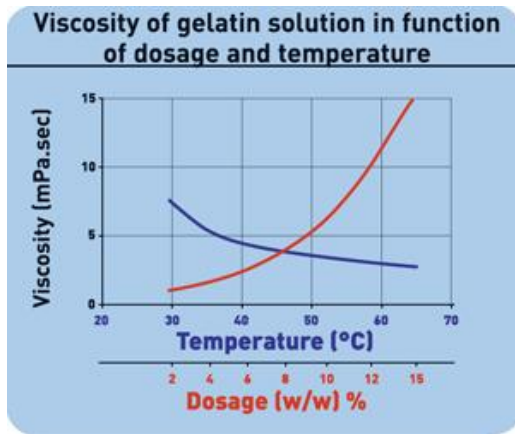 Viscosity of gelatin solution in function
of dosage and temperature
Viscosity (mPa.sec)
15
10
5
0
20 30 40 50 60 70
Temperature (°C)
2 4 6 8 10 12 15
Dosage (w/w) %